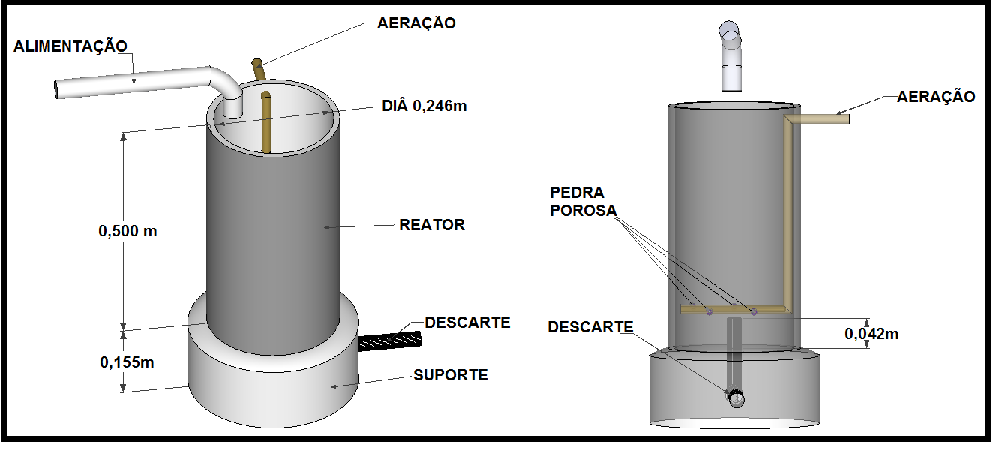 AERAÇÃO
ALIMENTAÇÃO
DIÂ 0,246m
0,500 m
REATOR
DESCARTE
0,155m
SUPORTE
AERAÇÃO
PEDRA
POROSA
DESCARTE
0,042m